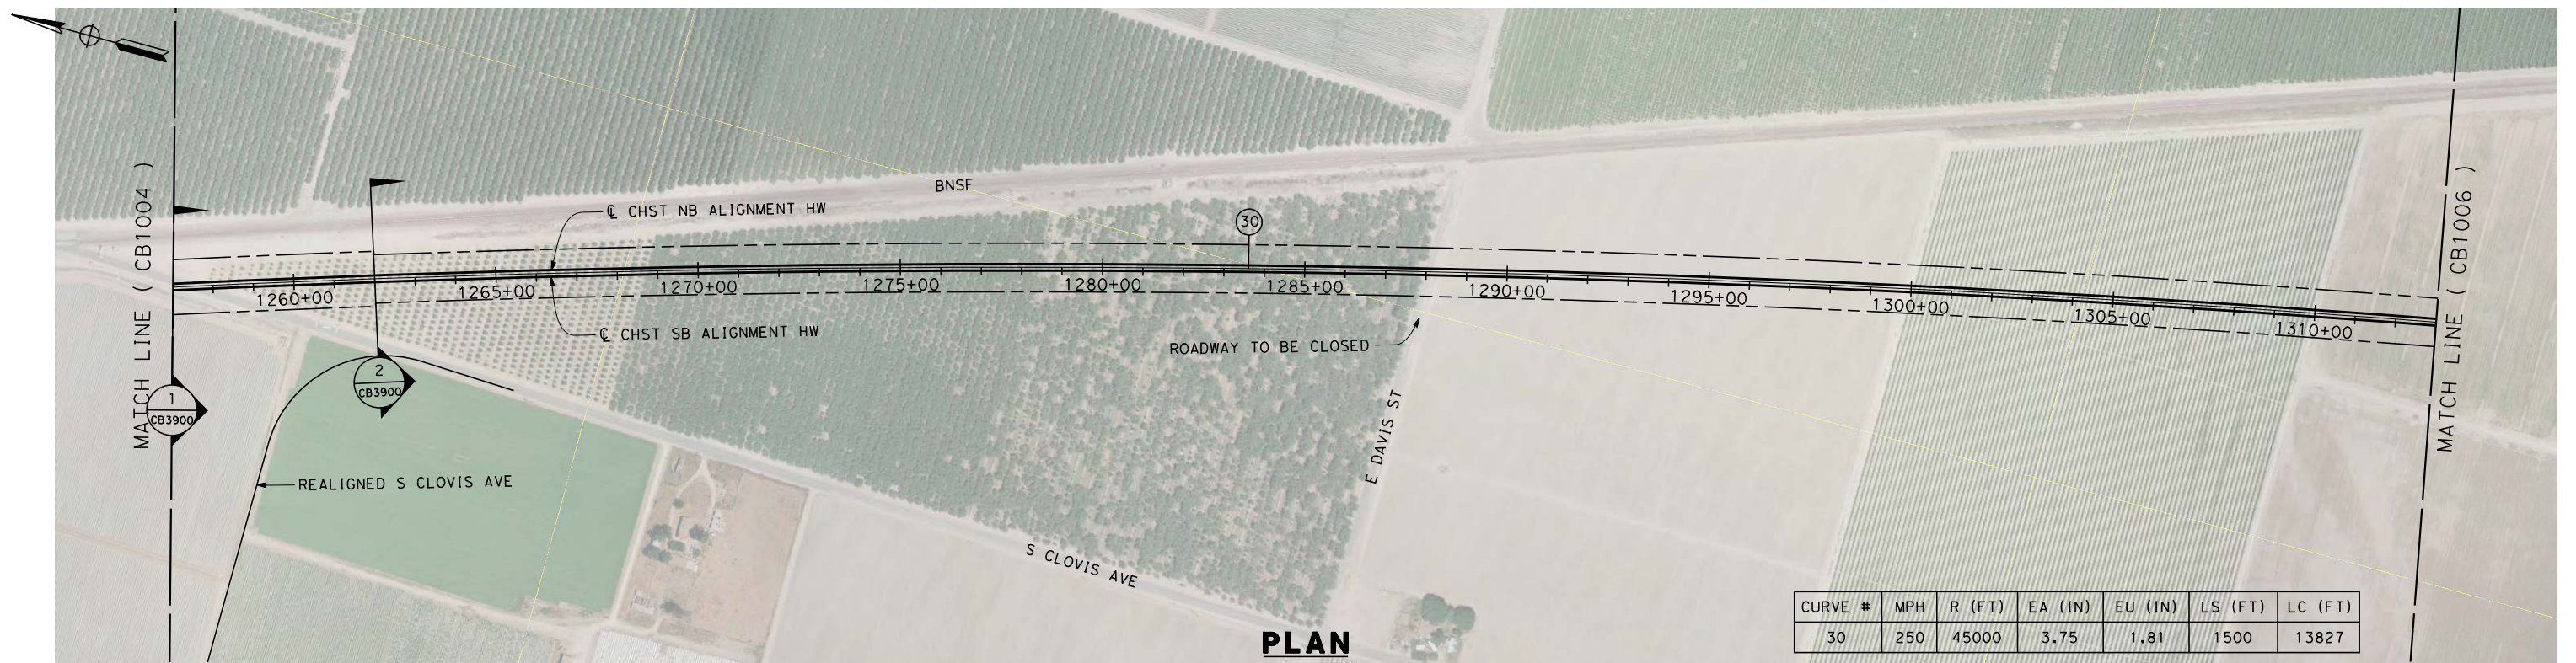 MATCH LINE ( CB1004 )
BNSF
℄ CHST NB ALIGNMENT HW
30
MATCH LINE ( CB1006 )
1260+00
1265+00
1270+00
1275+00
1280+00
1285+00
1290+00
1295+00
1300+00
1305+00
1310+00
℄ CHST SB ALIGNMENT HW
ROADWAY TO BE CLOSED
2
CB3900
1
CB3900
E DAVIS ST
REALIGNED S CLOVIS AVE
S CLOVIS AVE
CURVE # MPH R (FT) EA (IN) EU (IN) LS (FT) LC (FT)
30 250 45000 3.75 1.81 1500 13827
PLAN